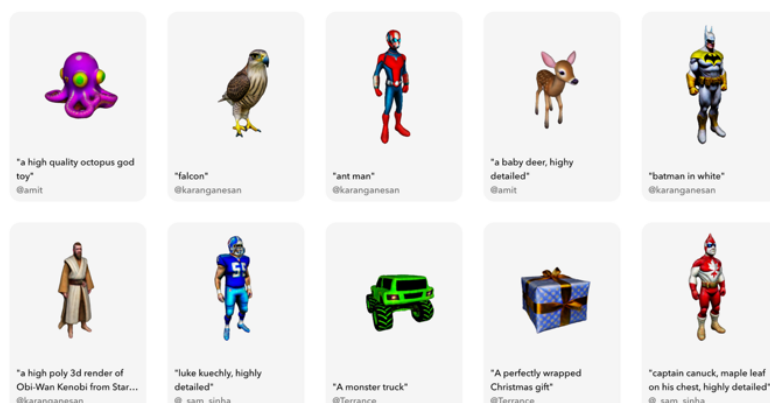 "a high quality octopus god
toy"
@amit
"falcon"
@karanganesan
"ant man"
@karanganesan
"a baby deer, highy
detailed"
@amit
"batman in white"
@karanganesan
"a high poly 3d render of
Obi-Wan Kenobi from Star...
@karanganesan
"luke kuechly, highly
detailed"
@_sam_sinha
"A monster truck"
@Terrance
"A perfectly wrapped
Christmas gift"
@Terrance
"captain canuck, maple leaf
on his chest, highly detailed"
@_sam_sinha